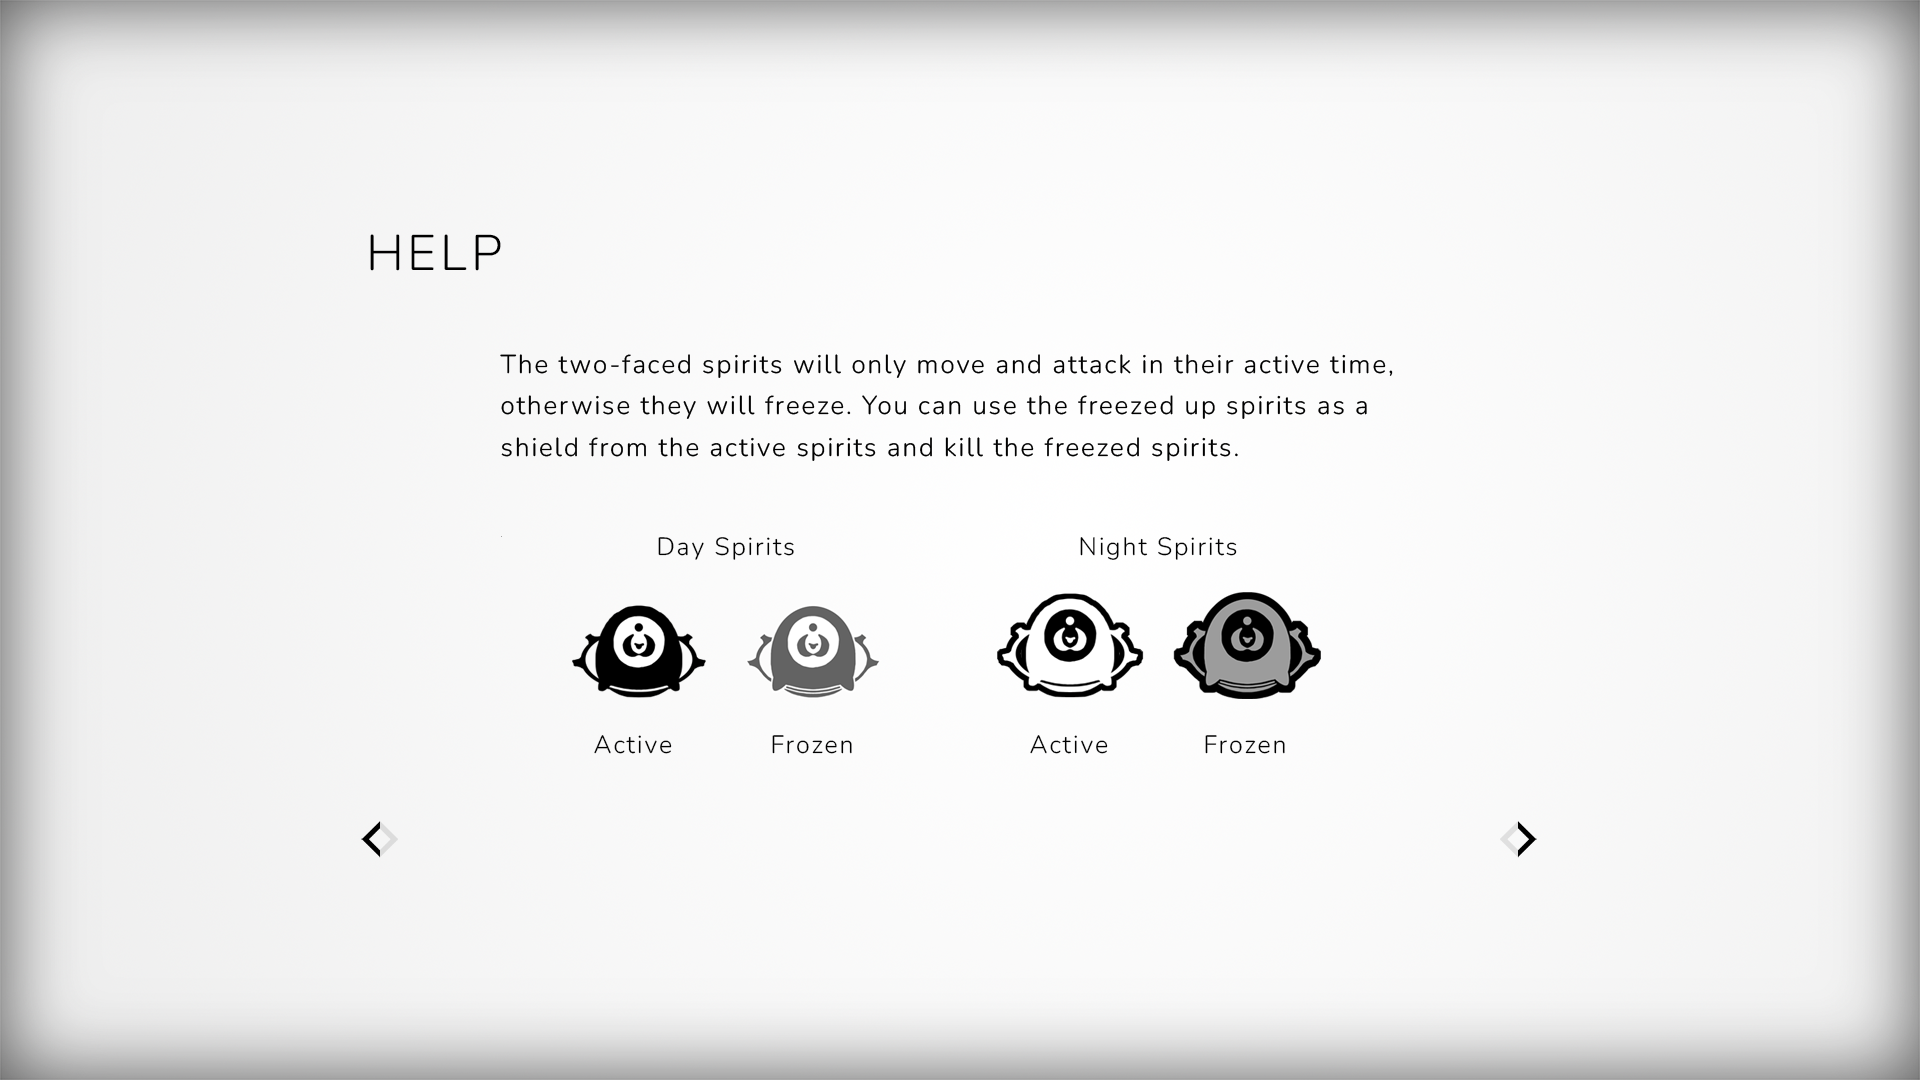 HELP
The two-faced spirits will only move and attack in their active time,
otherwise they will freeze. You can use the freezed up spirits as a
shield from the active spirits and kill the freezed spirits.
Day Spirits
Night Spirits
Active
Frozen
Active
Frozen